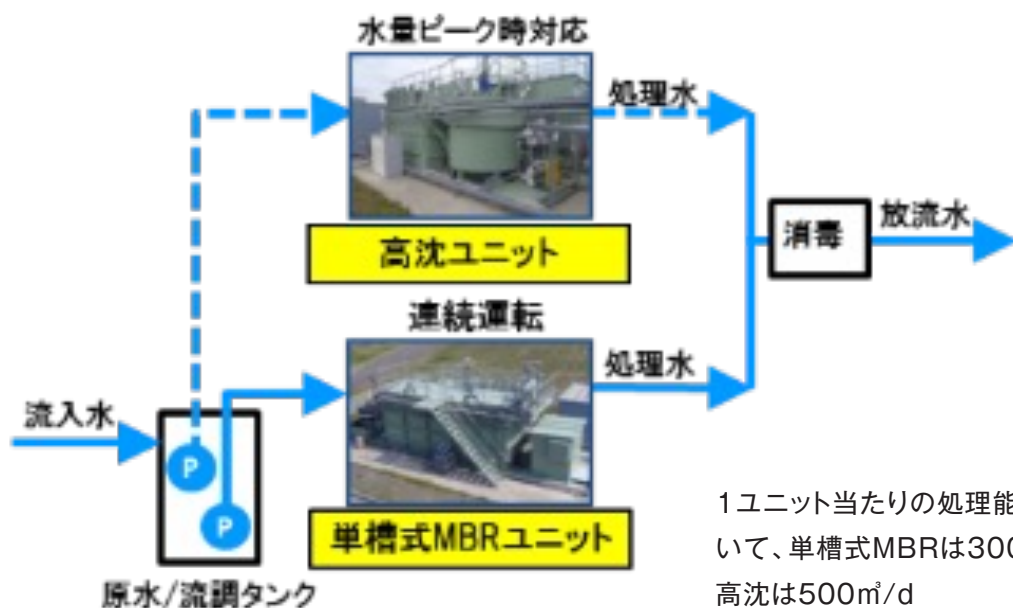 水量ピーク時対応
処理水
高沈ユニット
消毒
放流水
連続運転
処理水
流入水
P
P
単槽式MBRユニット
原水/流調タンク
1ユニット当たりの処理能
いて、単槽式MBRは300
高沈は500㎥/d